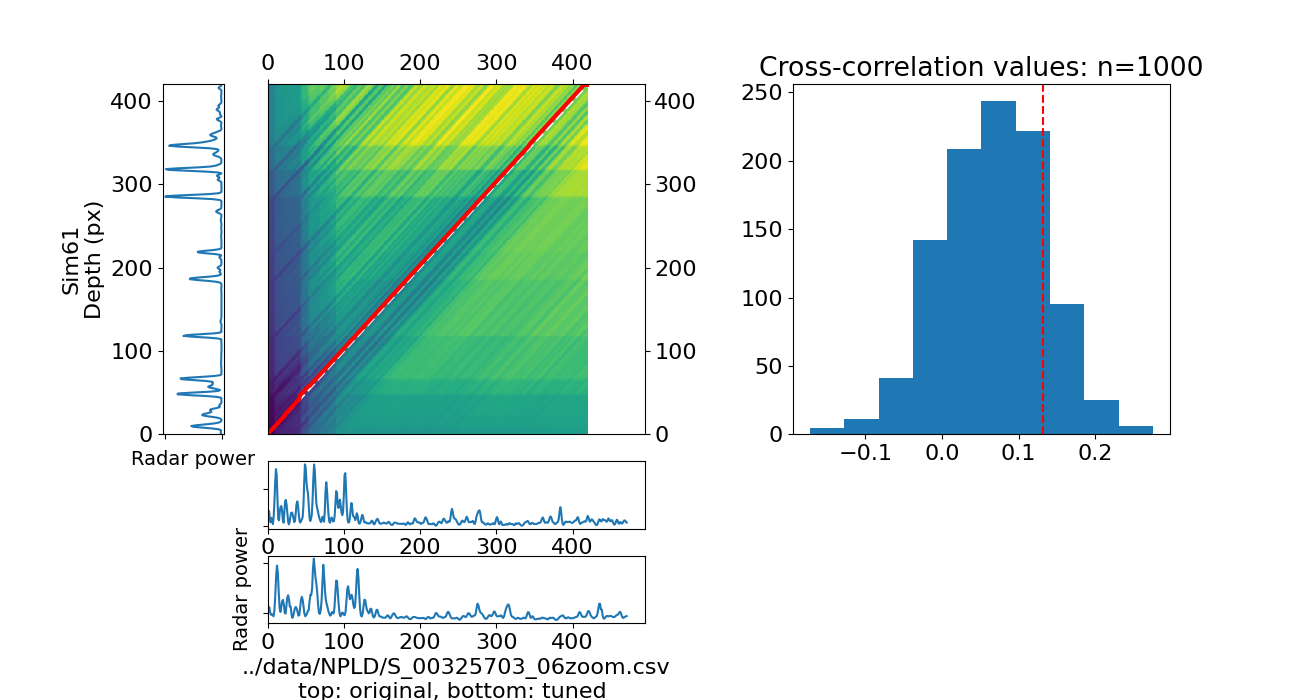 0 100 200 300 400
Cross-correlation values: n=1000
400
300
200
100
0
Sim61
Depth (px)
Radar power
400
300
200
100
0
250
200
150
100
50
0
−0.1 0.0 0.1 0.2
0 100 200 300 400
Radar power
0 100 200 300 400
../data/NPLD/S_00325703_06zoom.csv
top: original, bottom: tuned